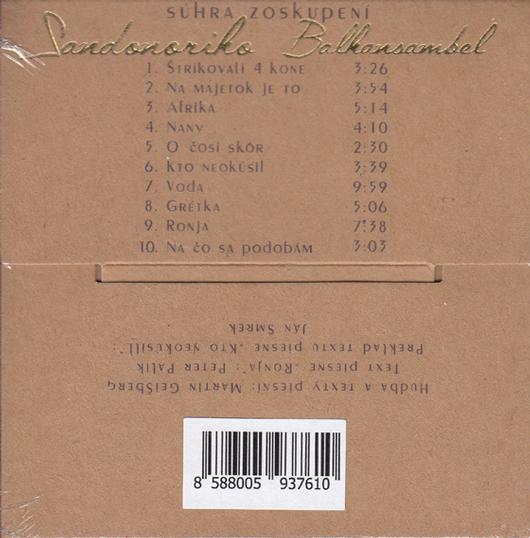 súhra zoskupení
Sandonoriko Balkansambel
1. Štrikovali 4 kone 3:26
2. Na majetok je to 3:54
3. Afrika 5:14
4. Nany 4:10
5. O čosi skôr 2:30
6. Kto neokúsil 3:39
7. Voda 9:59
8. Grétka 5:06
9. Ronja 7:38
10. Na čo sa podobám 3:03
Hudba a texty piesní: Martin Geišberg
Text piesne „Ronja": Peter Palik
Preklad textu piesne „Kto neokúsil":
Ján Smrek
8 588005 937610